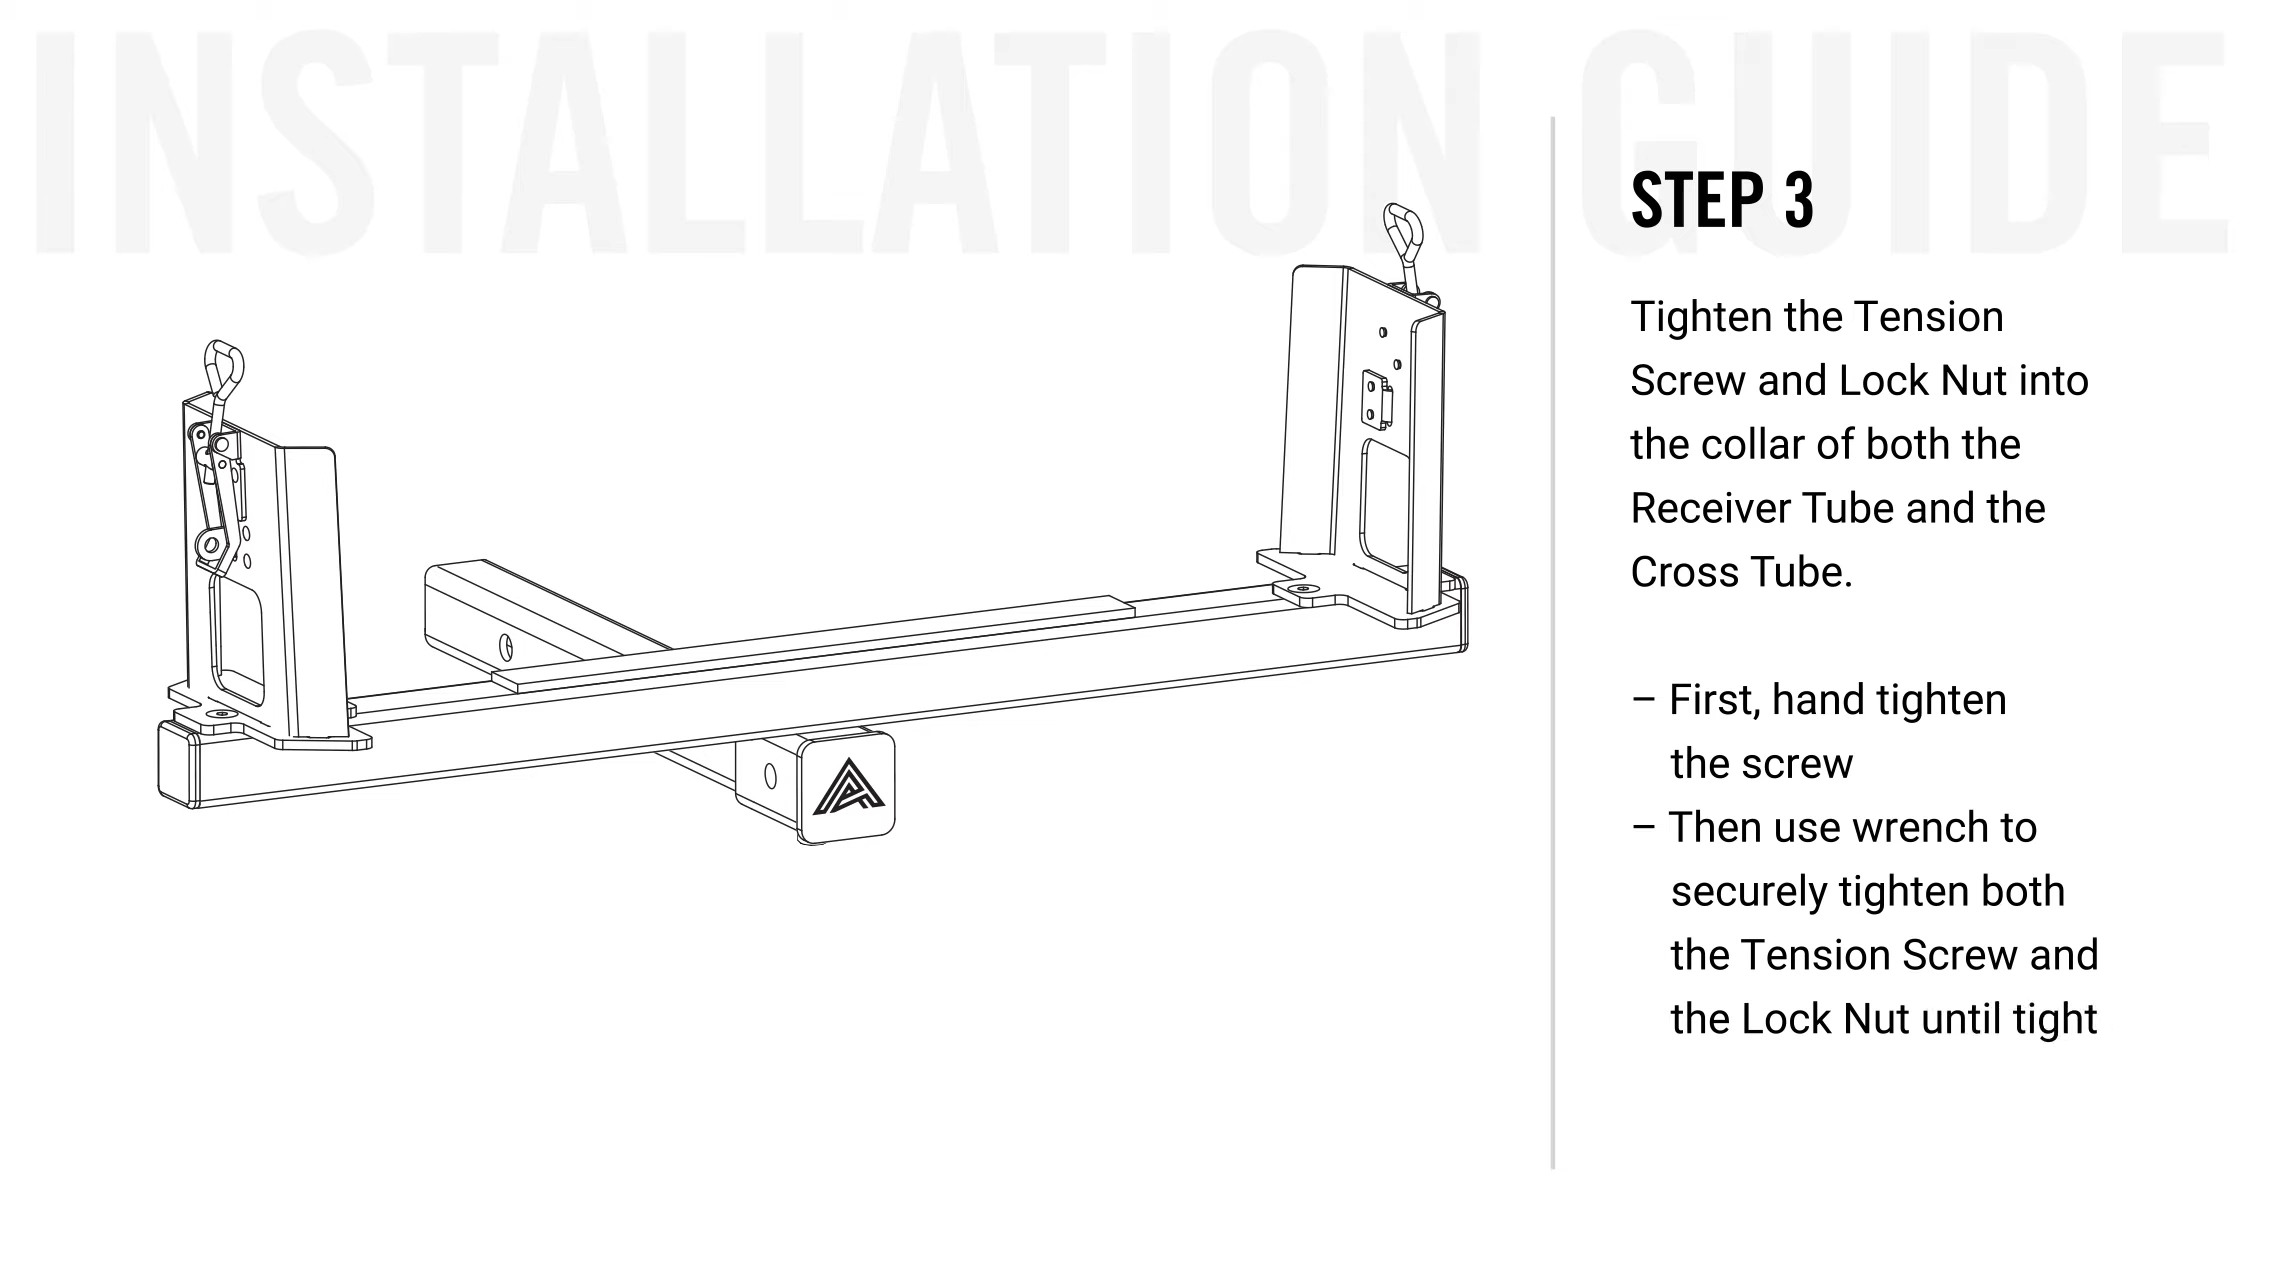 INSTALLATION GUIDE
STEP 3
Tighten the Tension
Screw and Lock Nut into
the collar of both the
Receiver Tube and the
Cross Tube.
– First, hand tighten
the screw
– Then use wrench to
securely tighten both
the Tension Screw and
the Lock Nut until tight